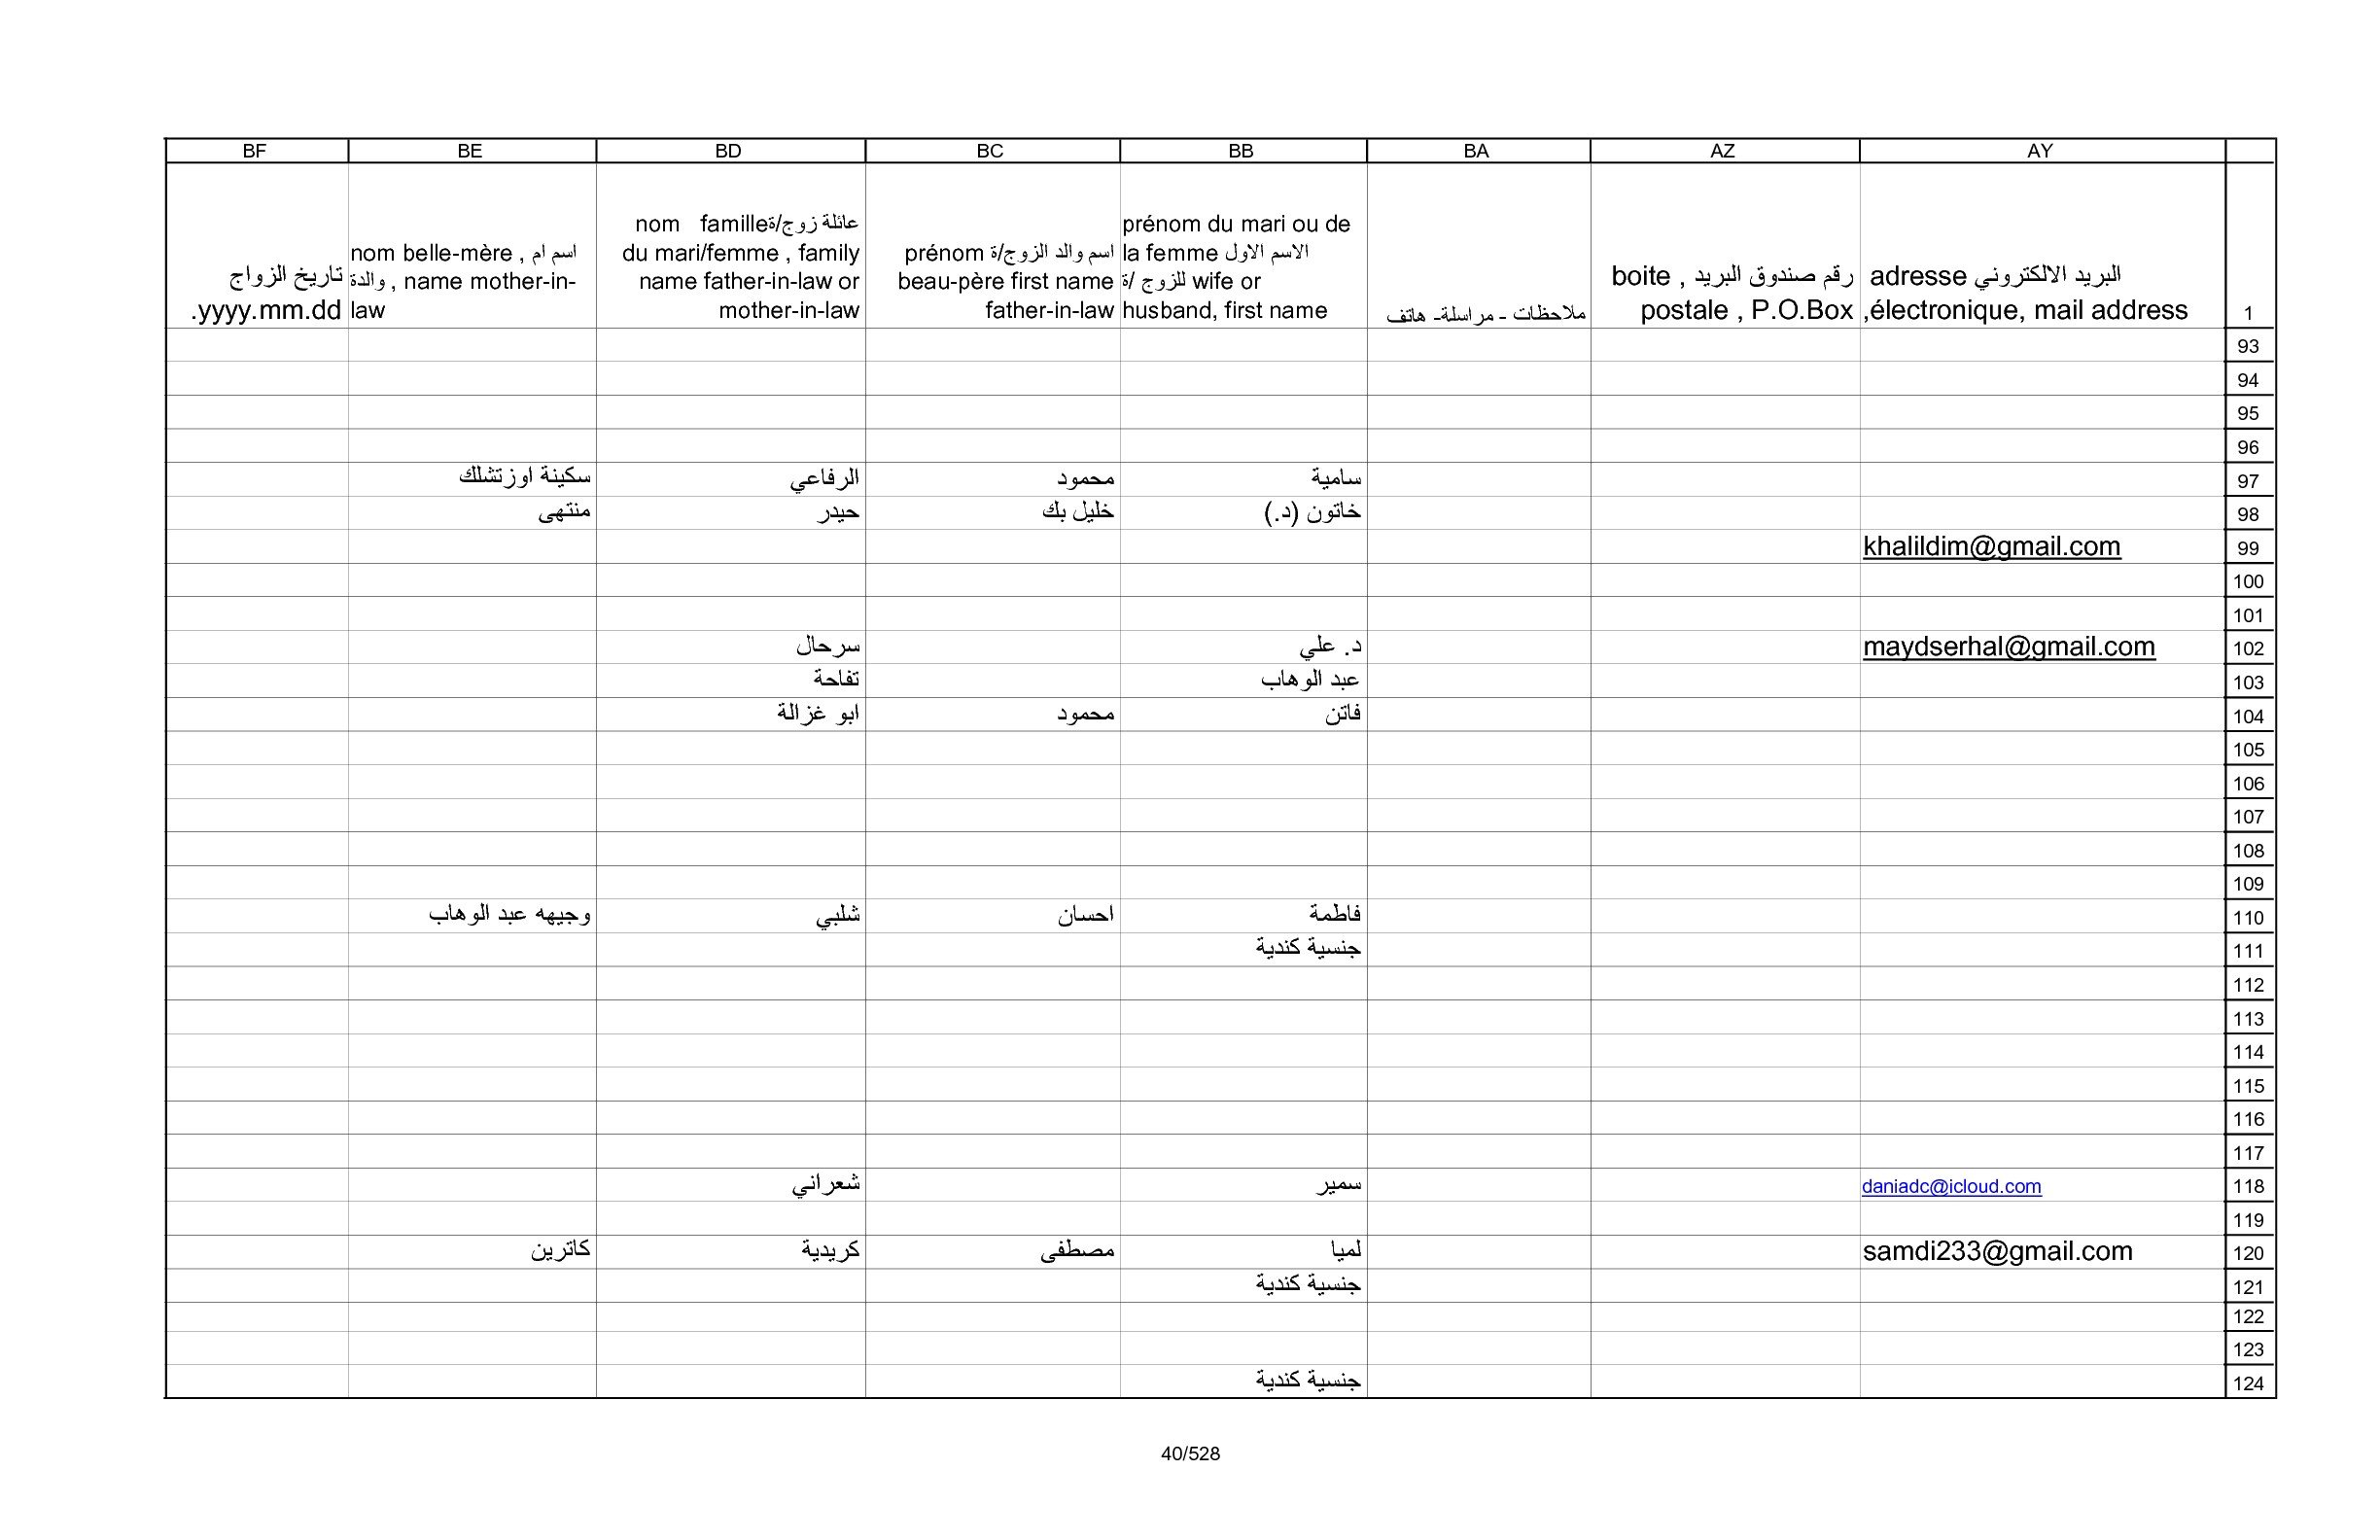 AY AZ BA BB BC BD BE BF
1
البريد الالكتروني adresse
électronique, mail address,
رقم صندوق البريد , boite
postale , P.O.Box
ملاحظات - مراسلة- هاتف
prénom du mari ou de
la femme الاسم الاول
للزوج /ة wife or
husband, first name
اسم والد الزوج/ة prénom
beau-père first name
father-in-law
عائلة زوج/ة nom famille
du mari/femme , family
name father-in-law or
mother-in-law
nom belle-mère , اسم ام
والدة , name mother-in-
law
تاريخ الزواج
yyyy.mm.dd.
93
94
95
96
97 سامية محمود الرفاعي سكينة اوزتشلك
98 خاتون (د.) خليل بك حيدر منتهى
99 khalildim@gmail.com
100
101
102 maydserhal@gmail.com د. علي سرحال
103 عبد الوهاب تفاحة
104 فاتن محمود ابو غزالة
105
106
107
108
109
110 فاطمة احسان شلبي وجيهه عبد الوهاب
111 جنسية كندية
112
113
114
115
116
117
118 daniadc@icloud.com سمير شعراني
119
120 samdi233@gmail.com لميا مصطفى كريدية كاترين
121 جنسية كندية
122
123
124 جنسية كندية
40/528